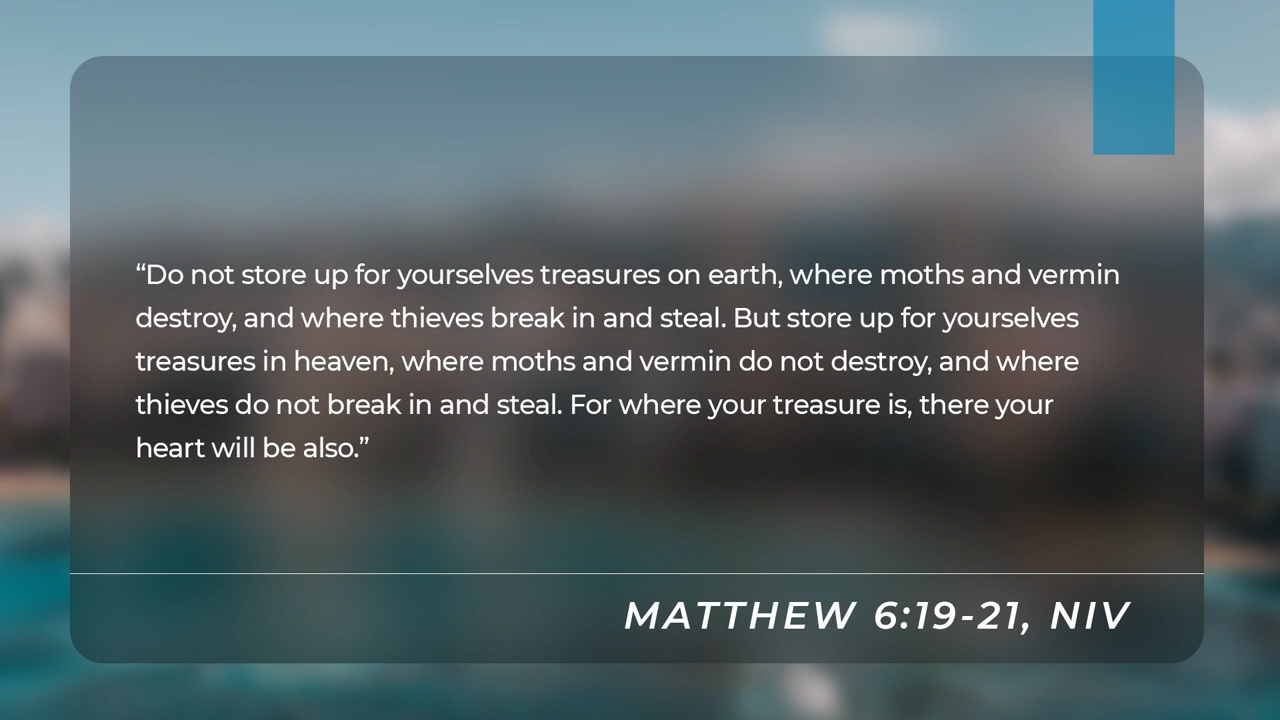 “Do not store up for yourselves treasures on earth, where moths and vermin
destroy, and where thieves break in and steal. But store up for yourselves
treasures in heaven, where moths and vermin do not destroy, and where
thieves do not break in and steal. For where your treasure is, there your
heart will be also.”
MATTHEW 6:19-21, NIV